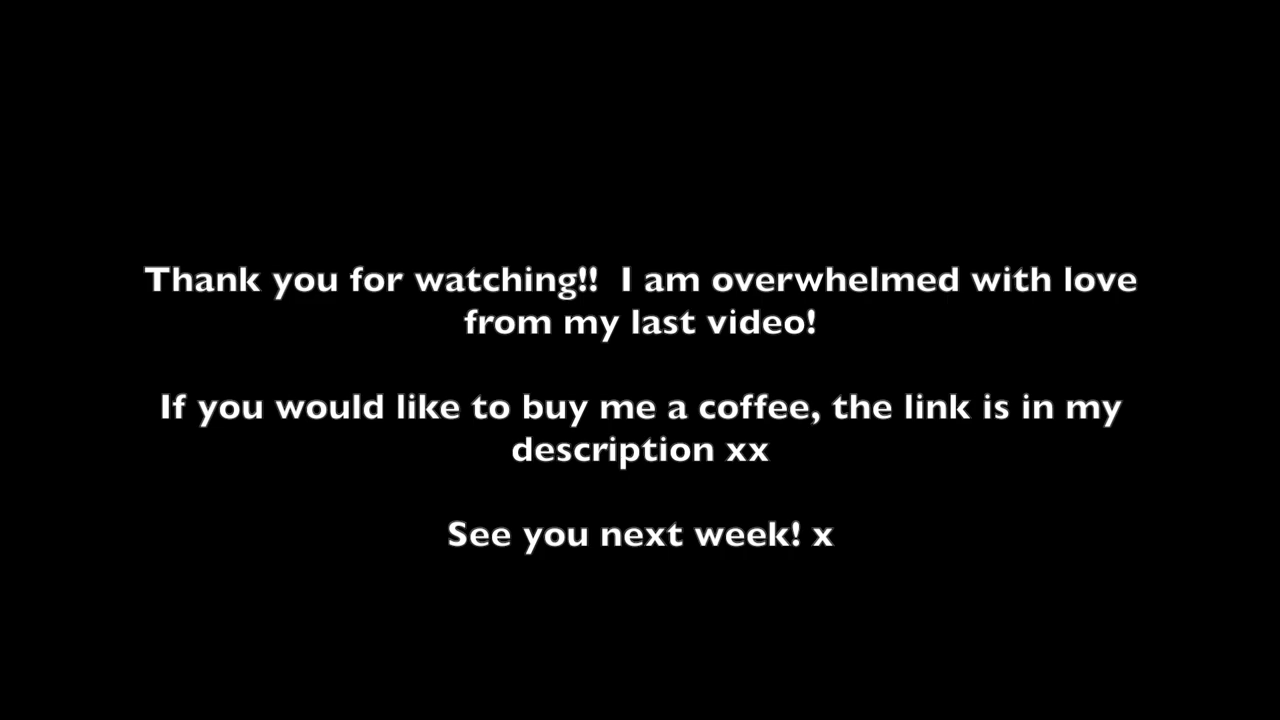 Thank you for watching!!  I am overwhelmed with love
from my last video!
If you would like to buy me a coffee, the link is in my
description xx
See you next week! x